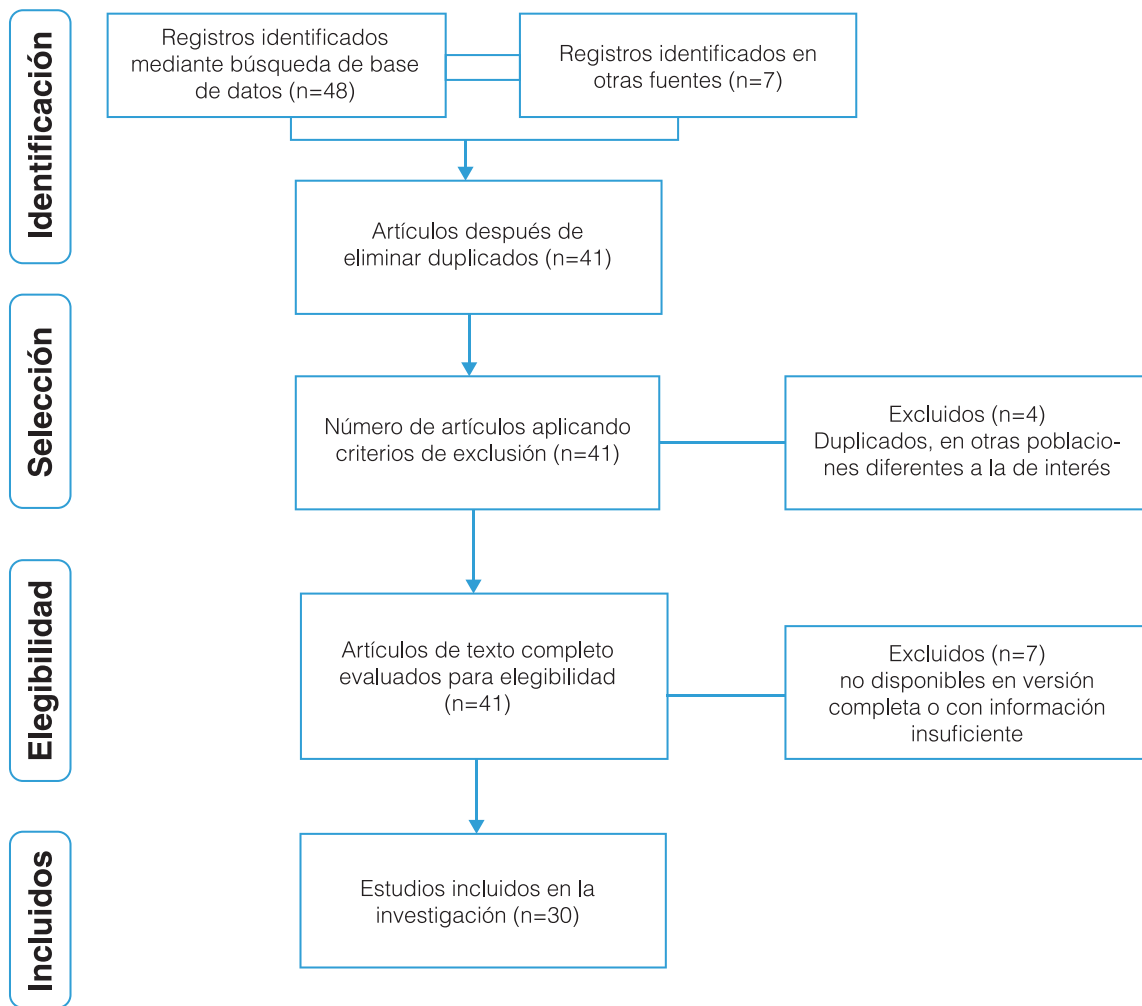 Identificación
Registros identificados
mediante búsqueda de base
de datos (n=48)
Registros identificados en
otras fuentes (n=7)
Artículos después de
eliminar duplicados (n=41)
Selección
Número de artículos aplicando
criterios de exclusión (n=41)
Excluidos (n=4)
Duplicados, en otras poblacio-
nes diferentes a la de interés
Elegibilidad
Artículos de texto completo
evaluados para elegibilidad
(n=41)
Excluidos (n=7)
no disponibles en versión
completa o con información
insuficiente
Incluidos
Estudios incluidos en la
investigación (n=30)